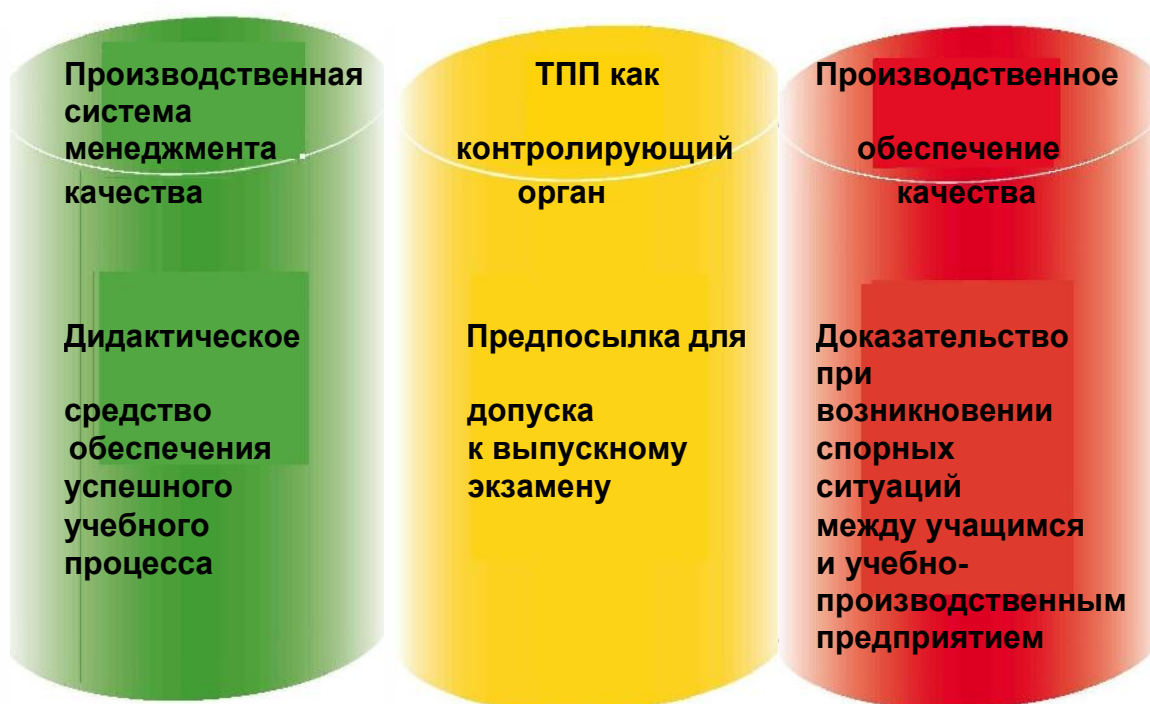 Производственная
система
менеджмента
качества
Дидактическое
средство
обеспечения
успешного
учебного
процесса
ТПП как
контролирующий
орган
Предпосылка для
допуска
к выпускному
экзамену
Производственное
обеспечение
качества
Доказательство
при
возникновении
спорных
ситуаций
между учащимся
и учебно-
производственным
предприятием